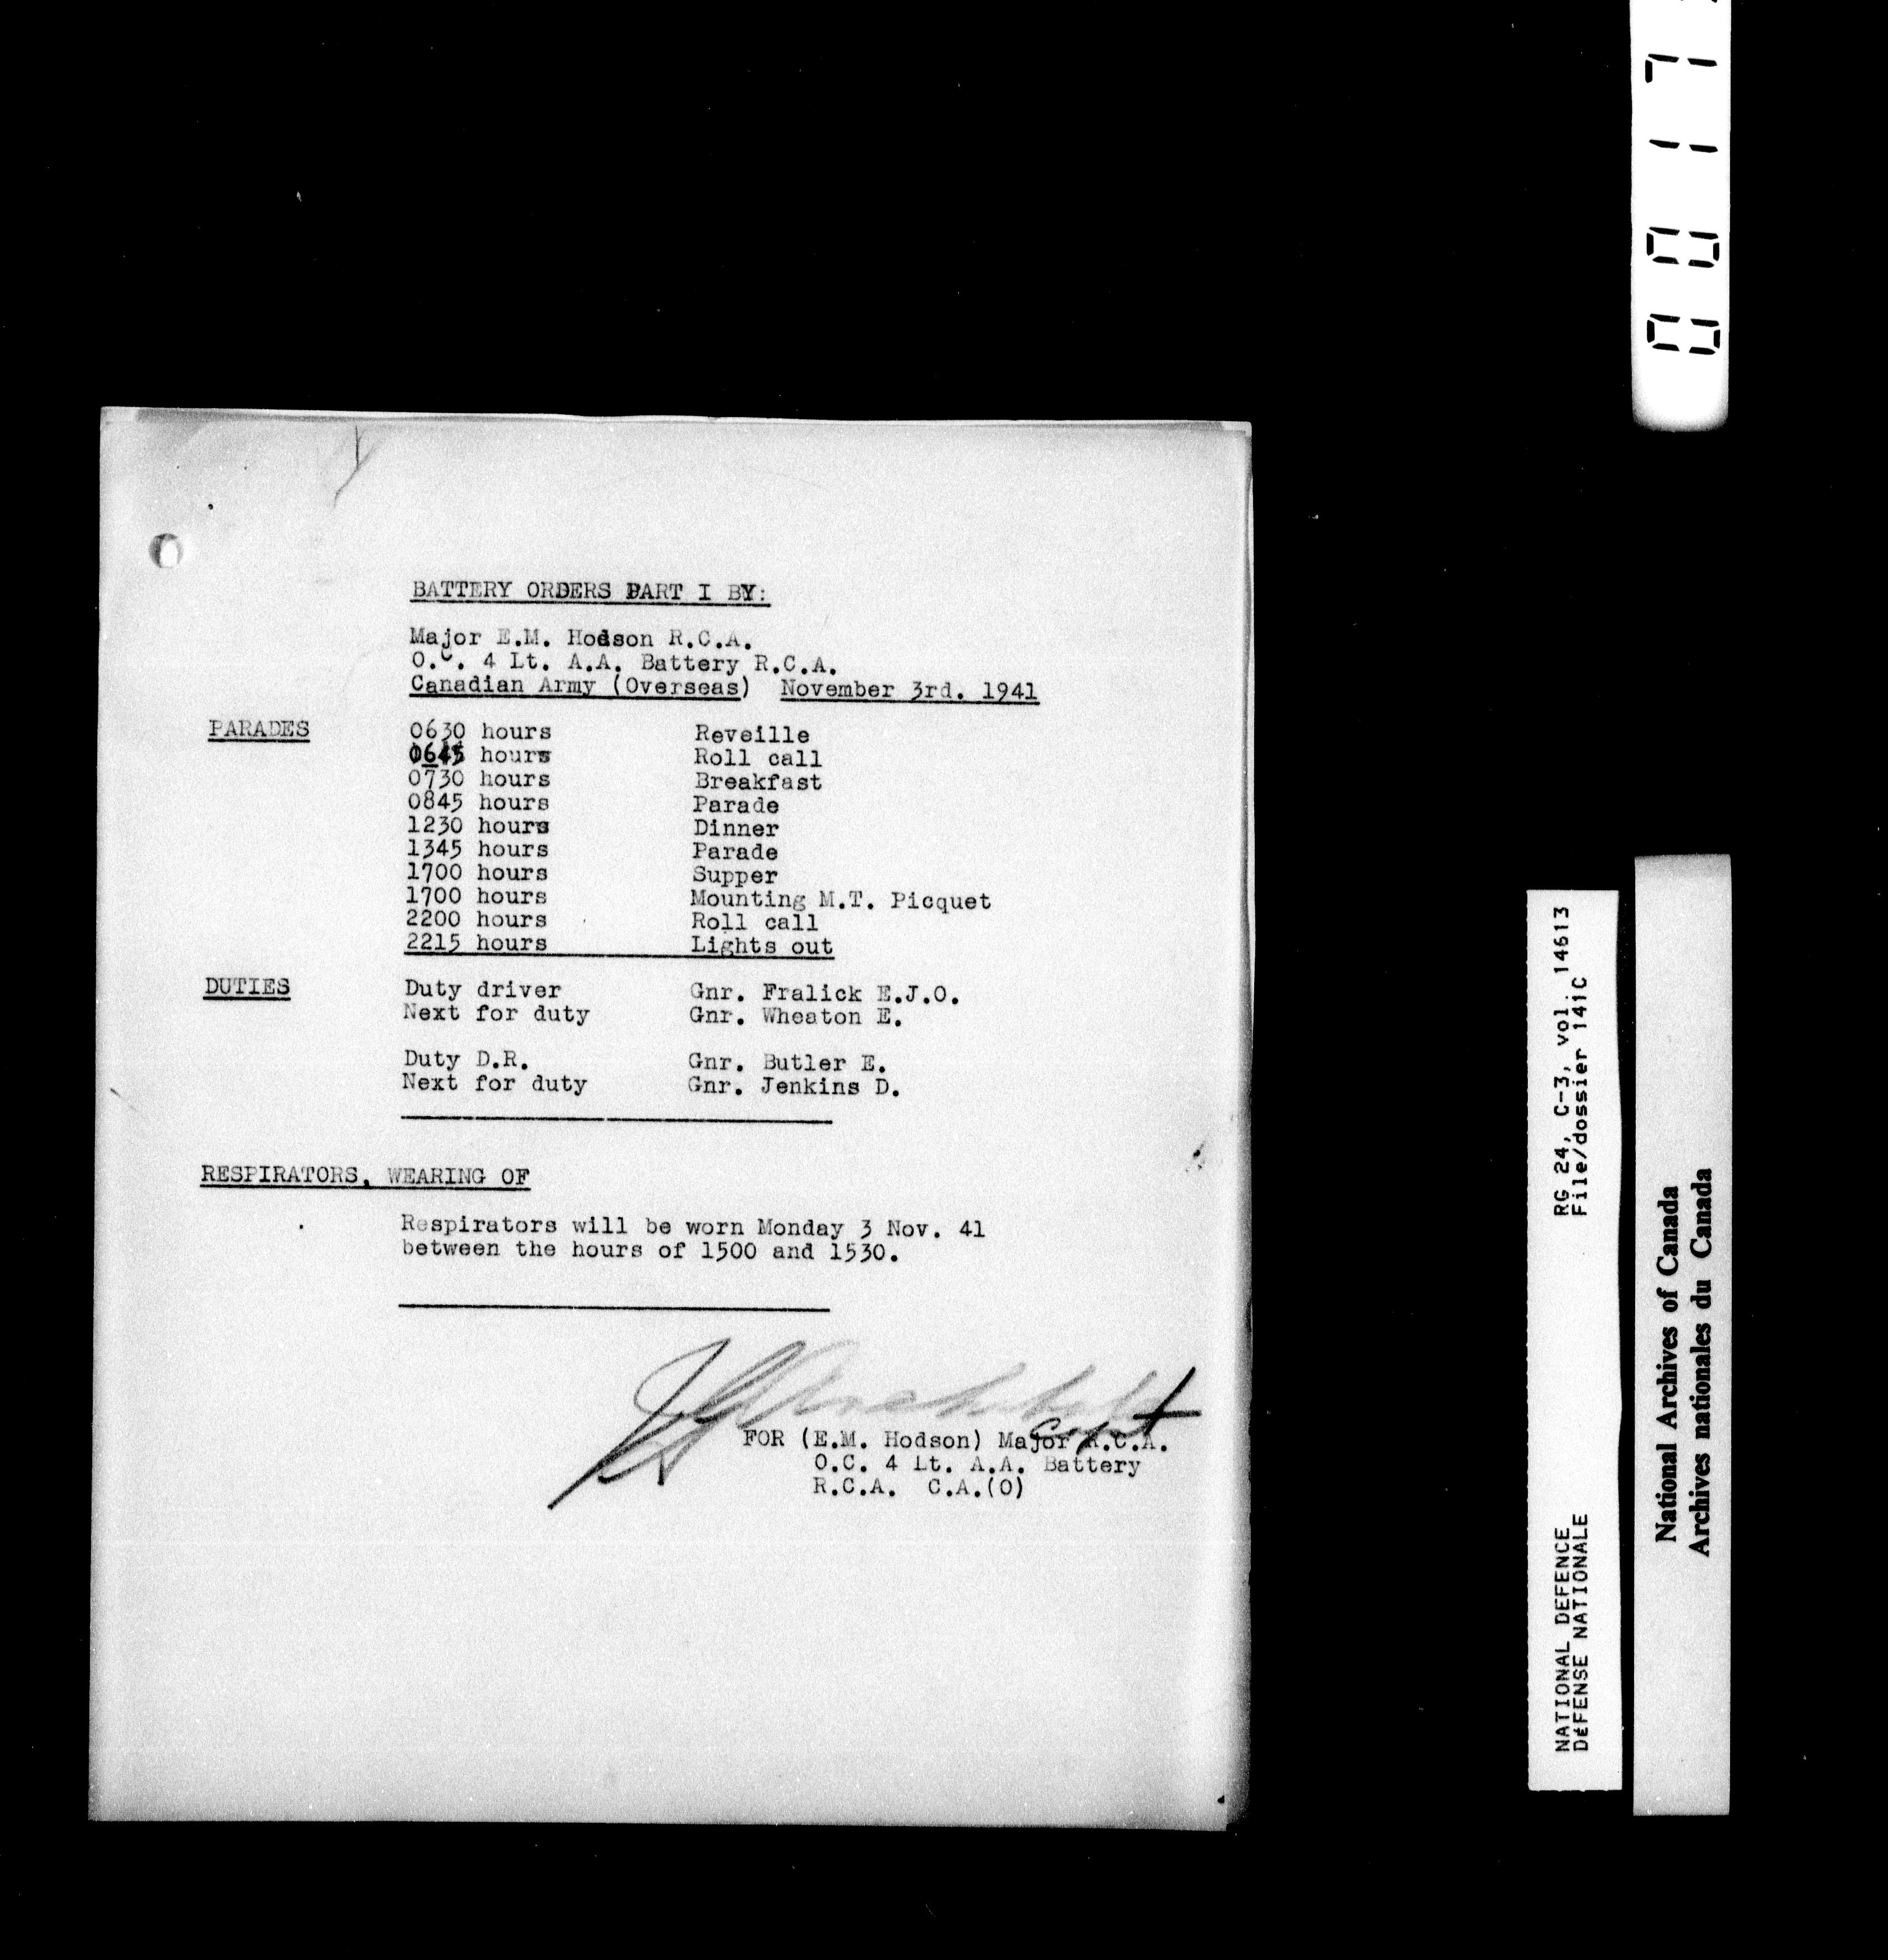 BATTERY ORDERS PART I BY:
Major E.M. Hodson R.C.A.
O.C. 4 Lt. A.A. Battery R.C.A.
Canadian Army (Overseas) November 3rd. 1941
PARADES
0630 hours Reveille
0645 hours Roll call
0730 hours Breakfast
0845 hours Parade
1230 hours Dinner
1345 hours Parade
1700 hours Supper
1700 hours Mounting M.T. Picquet
2200 hours Roll call
2215 hours Lights out
DUTIES
Duty driver Gnr. Fralick E.J.O.
Next for duty Gnr. Wheaton E.
Duty D.R. Gnr. Butler E.
Next for duty Gnr. Jenkins D.
RESPIRATORS, WEARING OF
Respirators will be worn Monday 3 Nov. 41
between the hours of 1500 and 1530.
Capt
FOR (E.M. Hodson) Major R.C.A.
O.C. 4 Lt. A.A. Battery
R.C.A. C.A.(O)
NATIONAL DEFENCE RG 24, C-3, vol. 14613
DÉFENSE NATIONALE File/dossier 141C
National Archives of Canada
Archives nationales du Canada